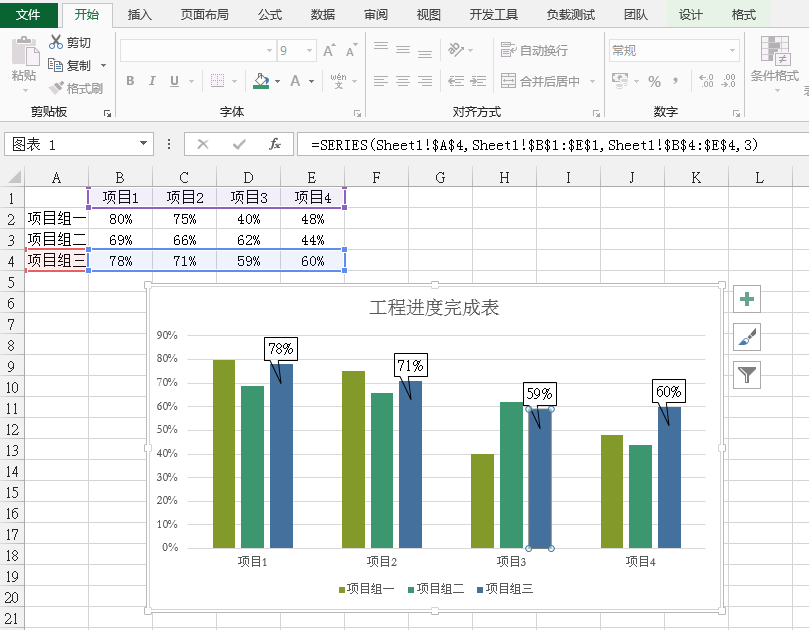 文件 开始 插入 页面布局 公式 数据 审阅 视图 开发工具 负载测试 团队 设计 格式
粘贴 剪切 复制 格式刷
9 A A
B I U A wén 文
自动换行
合并后居中
常规
% , .00
条件格式
剪贴板 字体 对齐方式 数字
图表 1 fx =SERIES(Sheet1!$A$4,Sheet1!$B$1:$E$1,Sheet1!$B$4:$E$4,3)
A B C D E F G H I J K L
1 项目1 项目2 项目3 项目4
2 项目组一 80% 75% 40% 48%
3 项目组二 69% 66% 62% 44%
4 项目组三 78% 71% 59% 60%
5
6
7
8
9
10
11
12
13
14
15
16
17
18
19
20
21
工程进度完成表
90%
80%
70%
60%
50%
40%
30%
20%
10%
0%
78% 71% 59% 60%
项目1 项目2 项目3 项目4
项目组一 项目组二 项目组三